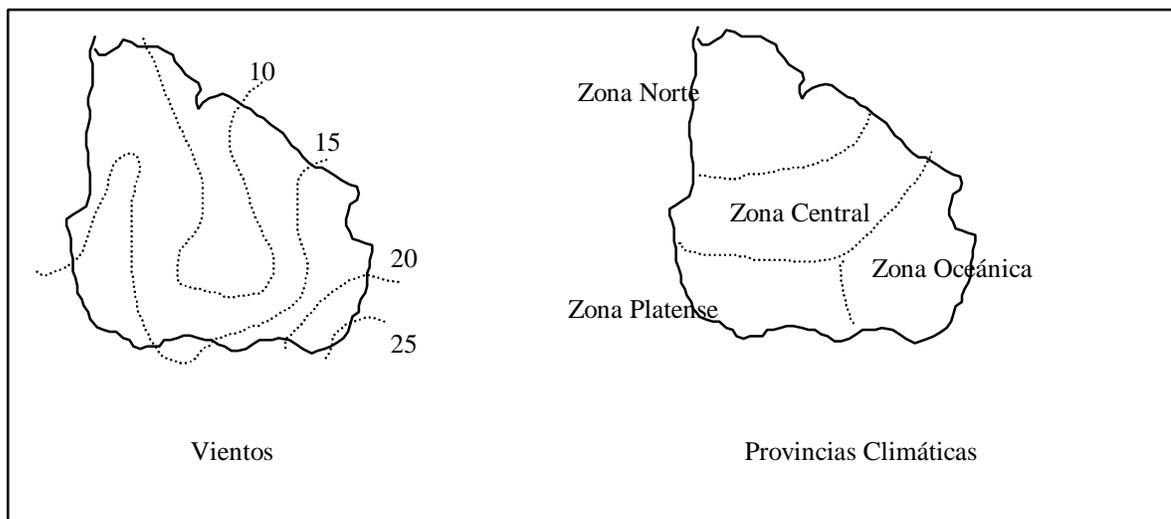 10
15
20
25
Vientos
Zona Norte
Zona Central
Zona Oceánica
Zona Platense
Provincias Climáticas